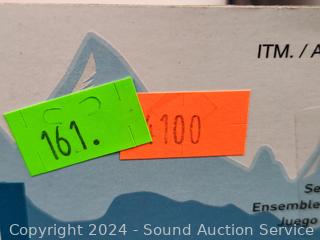 ITM. / A
161.
100
Se
Ensemble
Juego
Copyright 2024 - Sound Auction Service